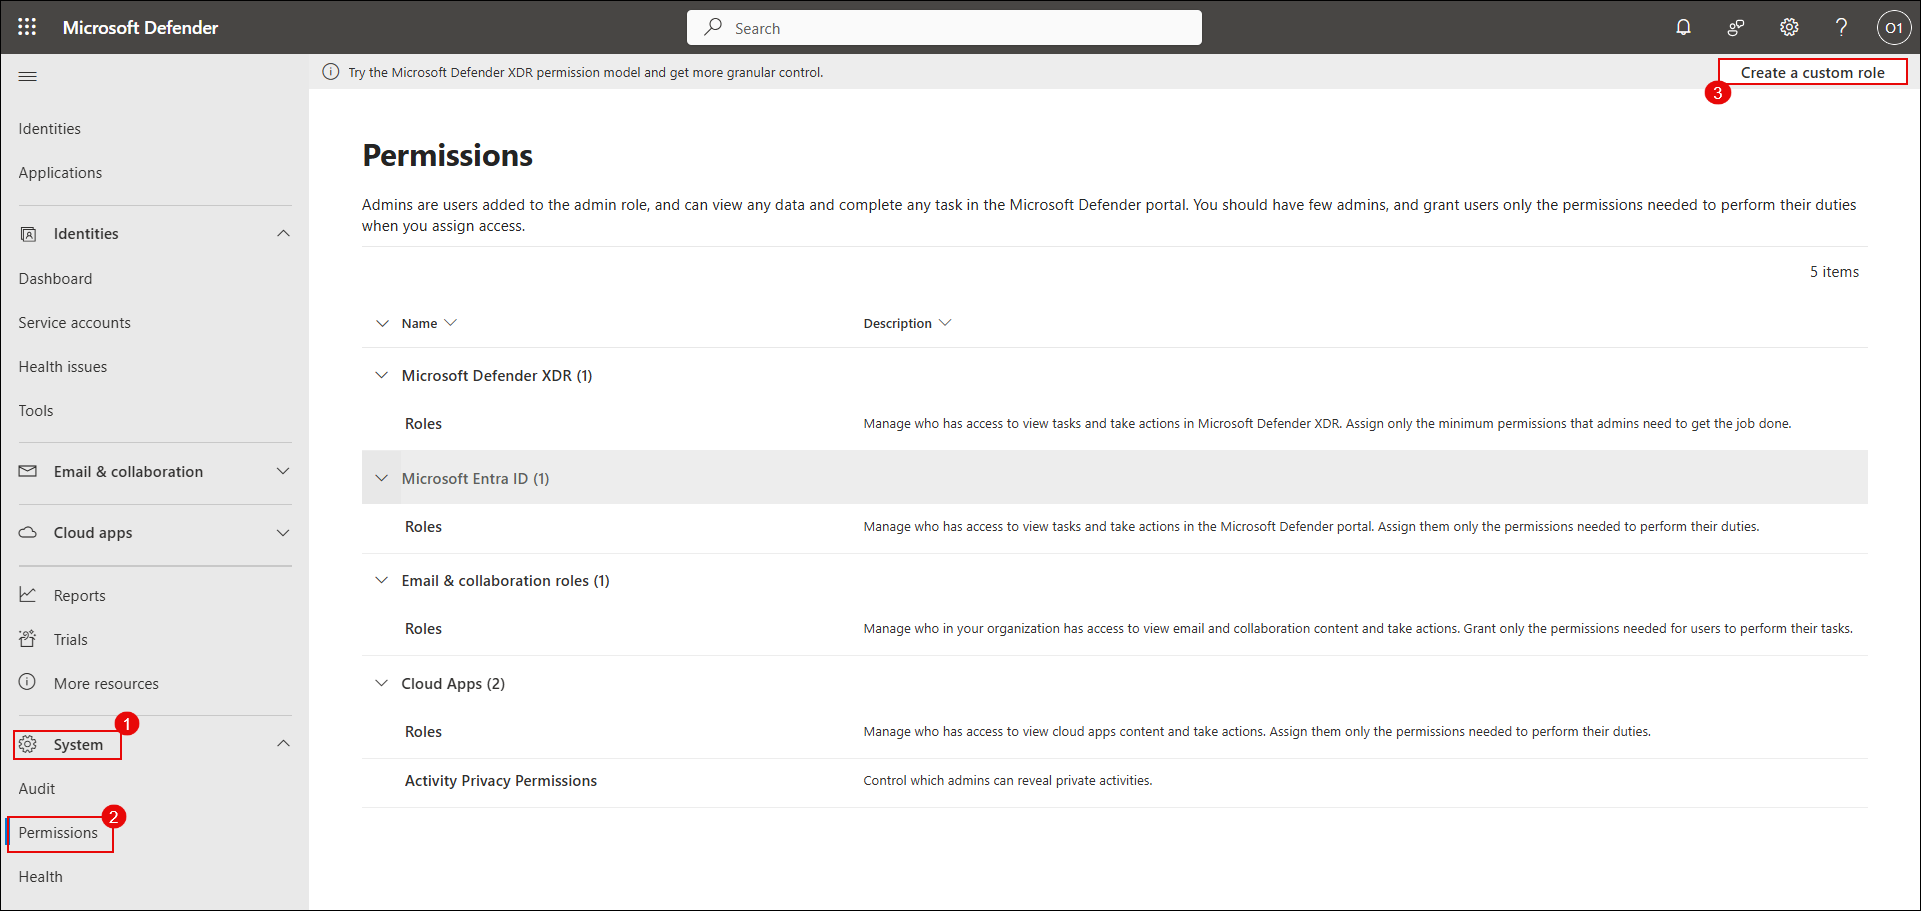 Microsoft Defender
Search
O1
Try the Microsoft Defender XDR permission model and get more granular control.
Create a custom role
3
Identities
Applications
Identities
Dashboard
Service accounts
Health issues
Tools
Email & collaboration
Cloud apps
Reports
Trials
More resources
1
System
Audit
2
Permissions
Health
Permissions
Admins are users added to the admin role, and can view any data and complete any task in the Microsoft Defender portal. You should have few admins, and grant users only the permissions needed to perform their duties
when you assign access.
5 items
Name Description
Microsoft Defender XDR (1)
Roles Manage who has access to view tasks and take actions in Microsoft Defender XDR. Assign only the minimum permissions that admins need to get the job done.
Microsoft Entra ID (1)
Roles Manage who has access to view tasks and take actions in the Microsoft Defender portal. Assign them only the permissions needed to perform their duties.
Email & collaboration roles (1)
Roles Manage who in your organization has access to view email and collaboration content and take actions. Grant only the permissions needed for users to perform their tasks.
Cloud Apps (2)
Roles Manage who has access to view cloud apps content and take actions. Assign them only the permissions needed to perform their duties.
Activity Privacy Permissions Control which admins can reveal private activities.